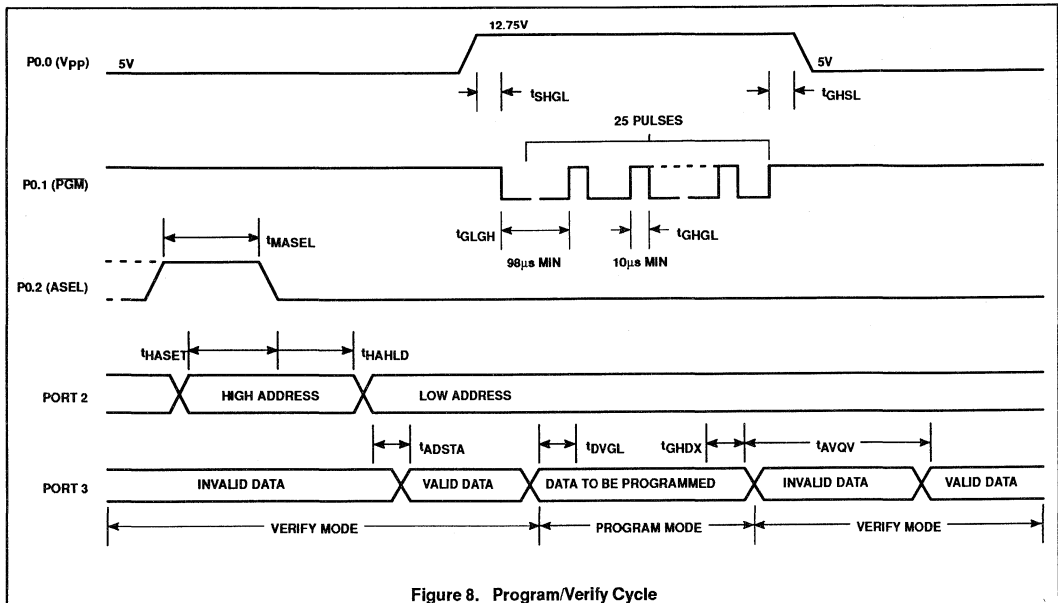 12.75V
P0.0 (VPP)
5V
5V
tSHGL
tGHSL
25 PULSES
P0.1 (PGM)
tMASEL
tGLGH
tGHGL
98µs MIN
10µs MIN
P0.2 (ASEL)
tHASET
tHAHLD
PORT 2
HIGH ADDRESS
LOW ADDRESS
tADSTA
tDVGL
tGHDX
tAVQV
PORT 3
INVALID DATA
VALID DATA
DATA TO BE PROGRAMMED
INVALID DATA
VALID DATA
VERIFY MODE
PROGRAM MODE
VERIFY MODE
Figure 8. Program/Verify Cycle